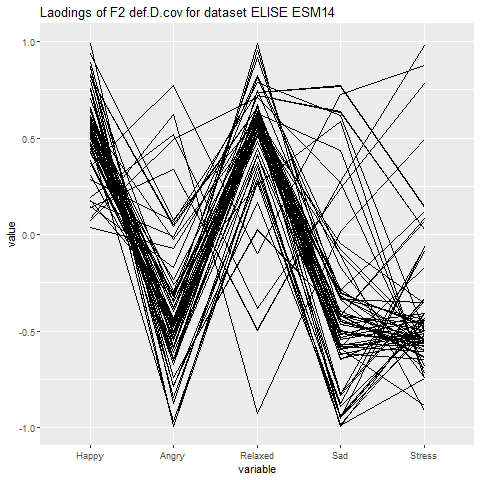 Laodings of F2 def.D.cov for dataset ELISE ESM14
1.0
0.5
0.0
-0.5
-1.0
value
Happy Angry Relaxed Sad Stress
variable